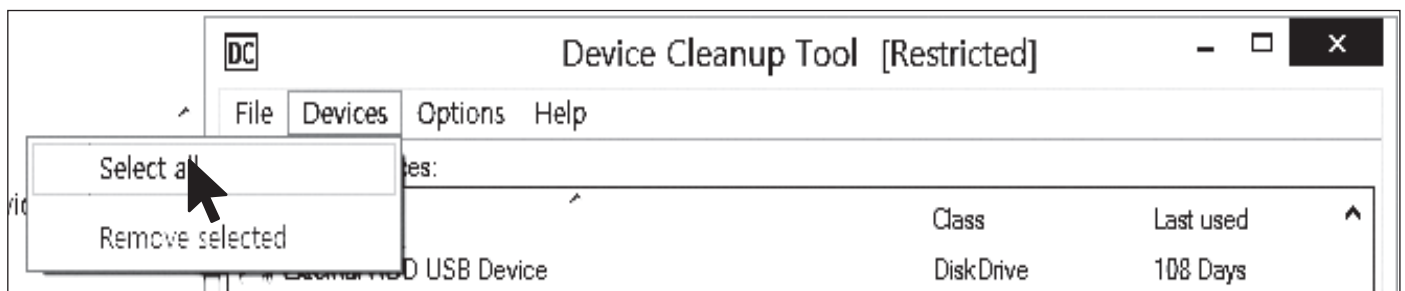 DC Device Cleanup Tool [Restricted]
File Devices Options Help
Select all
Remove selected
Class Last used
USB Device DiskDrive 108 Days